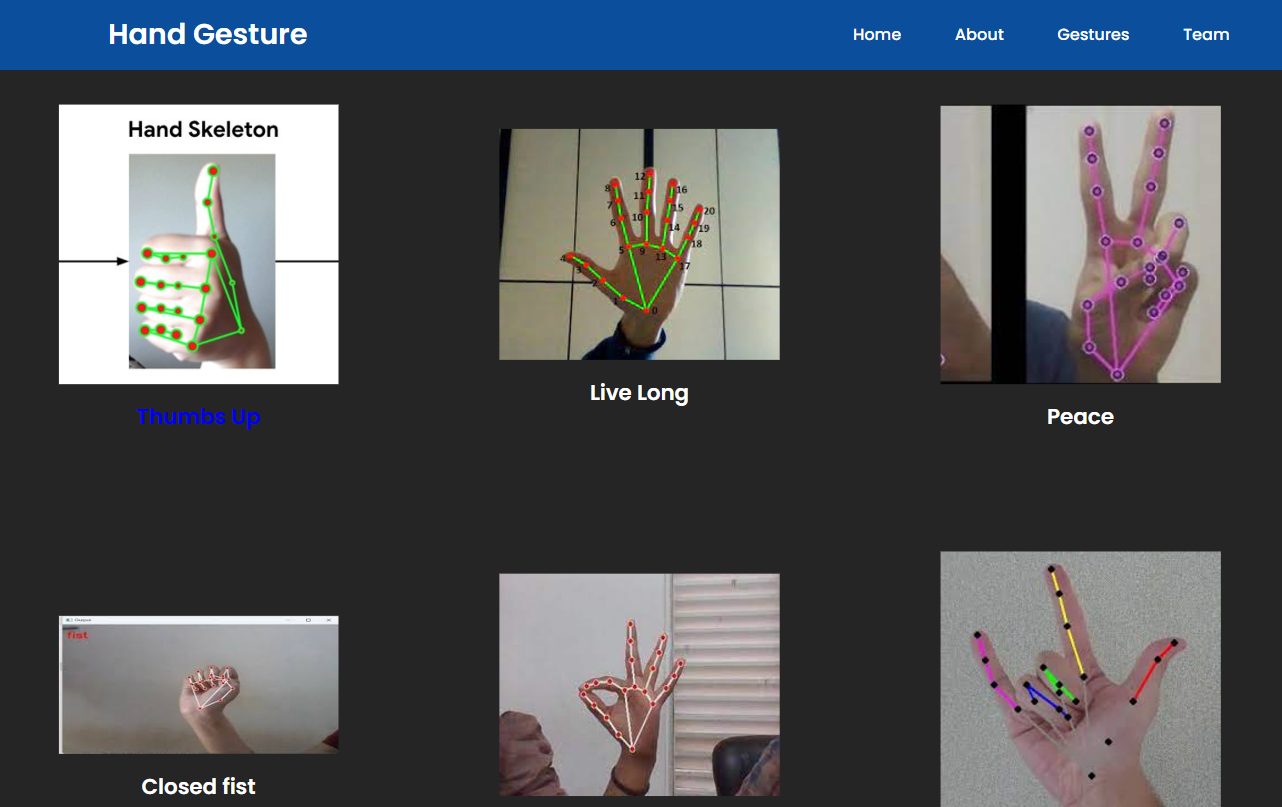 Hand Gesture
Home About Gestures Team
Hand Skeleton
12
8 16
11
7 15 20
6 10 14 19
18
5 9 13
4 17
3
2
1
0
Thumbs Up
Live Long
Peace
fist
Closed fist